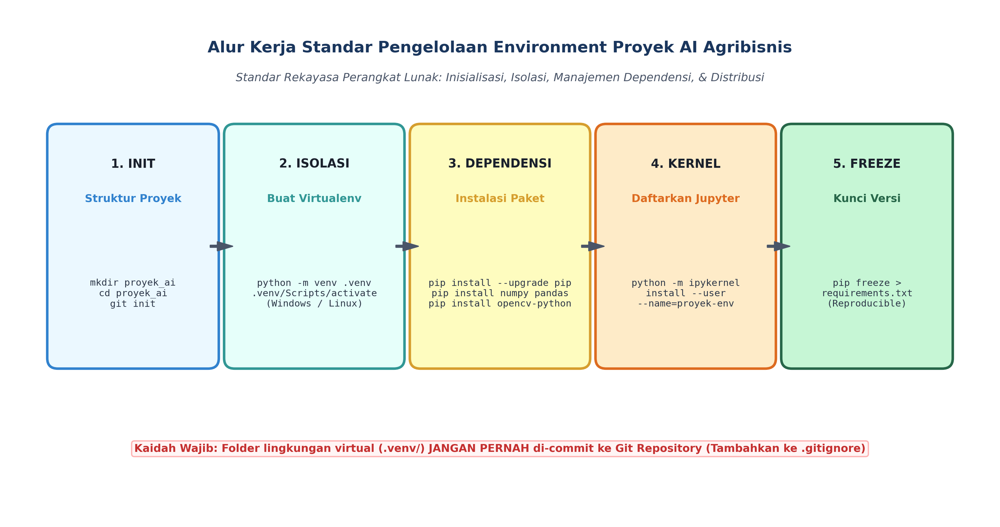 Alur Kerja Standar Pengelolaan Environment Proyek AI Agribisnis
Standar Rekayasa Perangkat Lunak: Inisialisasi, Isolasi, Manajemen Dependensi, & Distribusi
1. INIT
Struktur Proyek
mkdir proyek_ai
cd proyek_ai
git init
2. ISOLASI
Buat Virtualenv
python -m venv .venv
.venv/Scripts/activate
(Windows / Linux)
3. DEPENDENSI
Instalasi Paket
pip install --upgrade pip
pip install numpy pandas
pip install opencv-python
4. KERNEL
Daftarkan Jupyter
python -m ipykernel
install --user
--name=proyek-env
5. FREEZE
Kunci Versi
pip freeze >
requirements.txt
(Reproducible)
Kaidah Wajib: Folder lingkungan virtual (.venv/) JANGAN PERNAH di-commit ke Git Repository (Tambahkan ke .gitignore)